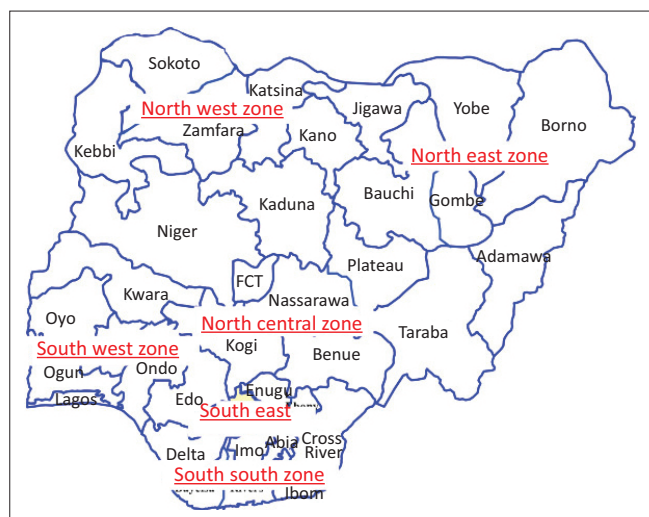 Sokoto
Katsina
North west zone
Jigawa
Yobe
Zamfara
Kano
Borno
Kebbi
North east zone
Bauchi
Gombe
Kaduna
Niger
Adamawa
Plateau
FCT
Kwara
Nassarawa
Oyo
North central zone
Taraba
South west zone
Kogi
Benue
Ogun
Ondo
Enugu
Lagos
Edo
South east
Delta
Imo
Abia
Cross
River
South south zone
Ibom